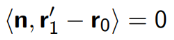 ⟨n, r′₁ − r₀⟩ = 0